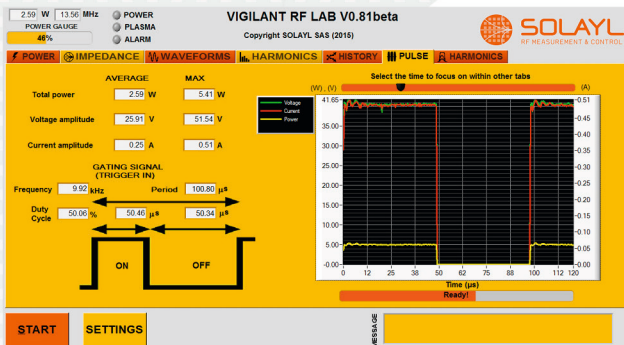 2.59 W 13.56 MHz
POWER GAUGE
46%
POWER
PLASMA
ALARM
VIGILANT RF LAB V0.81beta
Copyright SOLAYL SAS (2015)
SOLAYL
RF MEASUREMENT & CONTROL
POWER IMPEDANCE WAVEFORMS HARMONICS HISTORY PULSE HARMONICS
AVERAGE MAX
Total power 2.59 W 5.41 W
Voltage amplitude 25.91 V 51.54 V
Current amplitude 0.25 A 0.51 A
GATING SIGNAL
(TRIGGER IN)
Frequency 9.92 kHz Period 100.80 µs
Duty Cycle 50.06 % 50.46 µs 50.34 µs
ON OFF
Select the time to focus on within other tabs
(W) , (V) (A)
Voltage
Current
Power
41.65
35.00
30.00
25.00
20.00
15.00
10.00
5.00
-0.00
0.51
0.45
0.40
0.35
0.30
0.25
0.20
0.15
0.10
0.05
-0.00
0 12 25 38 50 62 75 88 100 112 120
Time (µs)
Ready!
START SETTINGS
MESSAGE